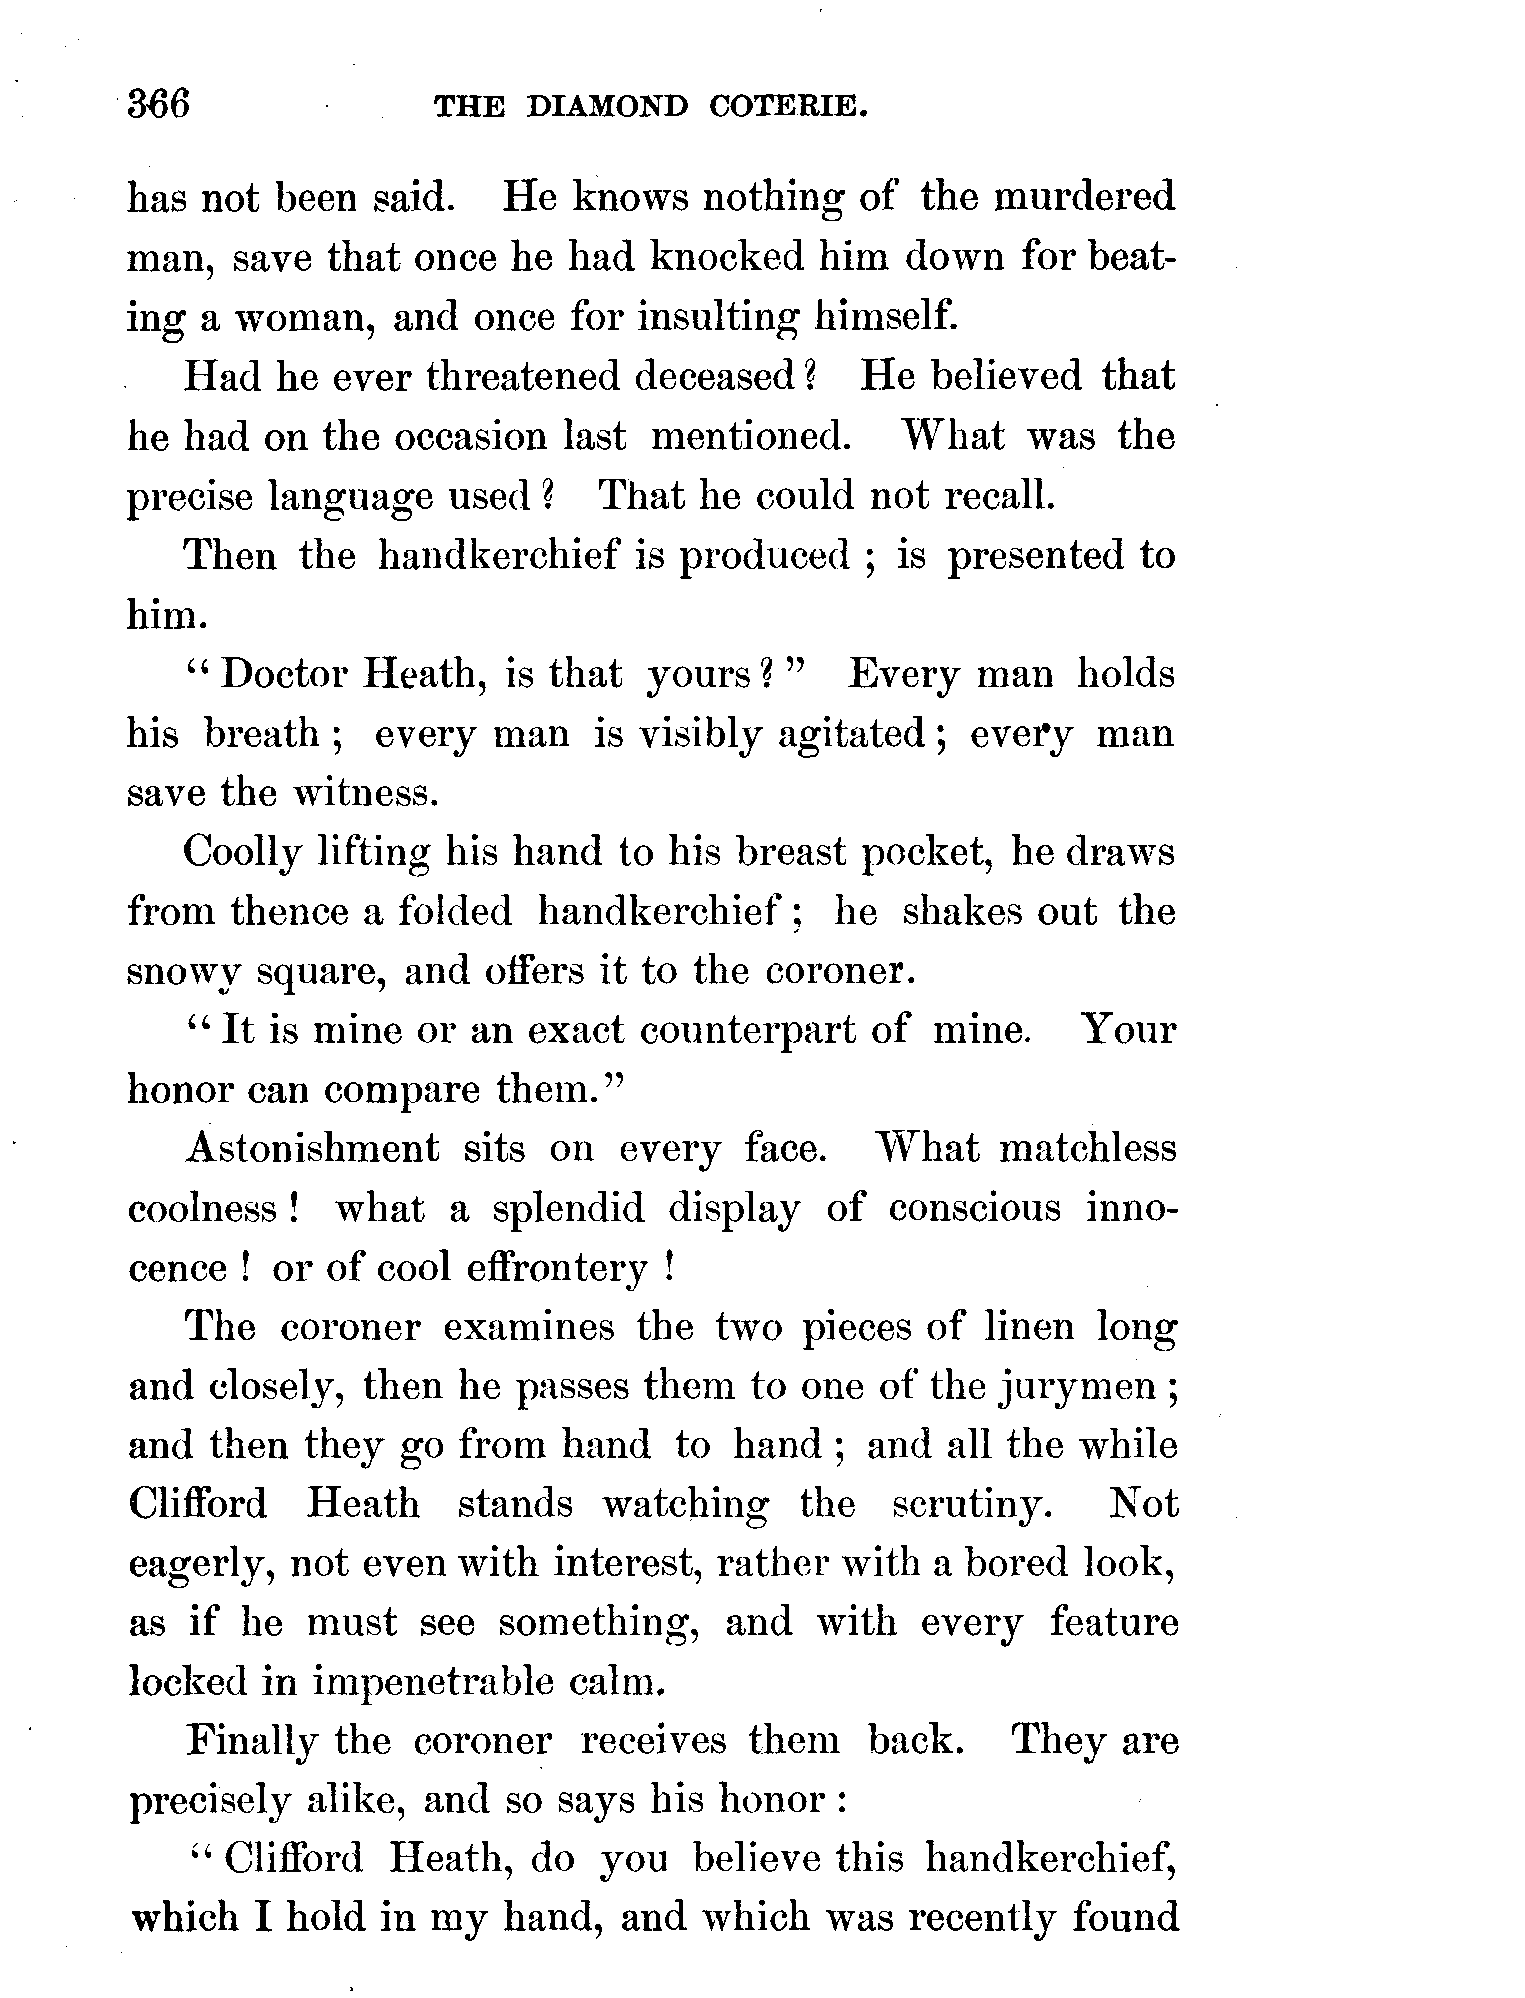 366 THE DIAMOND COTERIE.
has not been said. He knows nothing of the murdered
man, save that once he had knocked him down for beat-
ing a woman, and once for insulting himself.
Had he ever threatened deceased? He believed that
he had on the occasion last mentioned. What was the
precise language used? That he could not recall.
Then the handkerchief is produced; is presented to
him.
"Doctor Heath, is that yours?" Every man holds
his breath; every man is visibly agitated; every man
save the witness.
Coolly lifting his hand to his breast pocket, he draws
from thence a folded handkerchief; he shakes out the
snowy square, and offers it to the coroner.
"It is mine or an exact counterpart of mine. Your
honor can compare them."
Astonishment sits on every face. What matchless
coolness! what a splendid display of conscious inno-
cence! or of cool effrontery!
The coroner examines the two pieces of linen long
and closely, then he passes them to one of the jurymen;
and then they go from hand to hand; and all the while
Clifford Heath stands watching the scrutiny. Not
eagerly, not even with interest, rather with a bored look,
as if he must see something, and with every feature
locked in impenetrable calm.
Finally the coroner receives them back. They are
precisely alike, and so says his honor:
"Clifford Heath, do you believe this handkerchief,
which I hold in my hand, and which was recently found